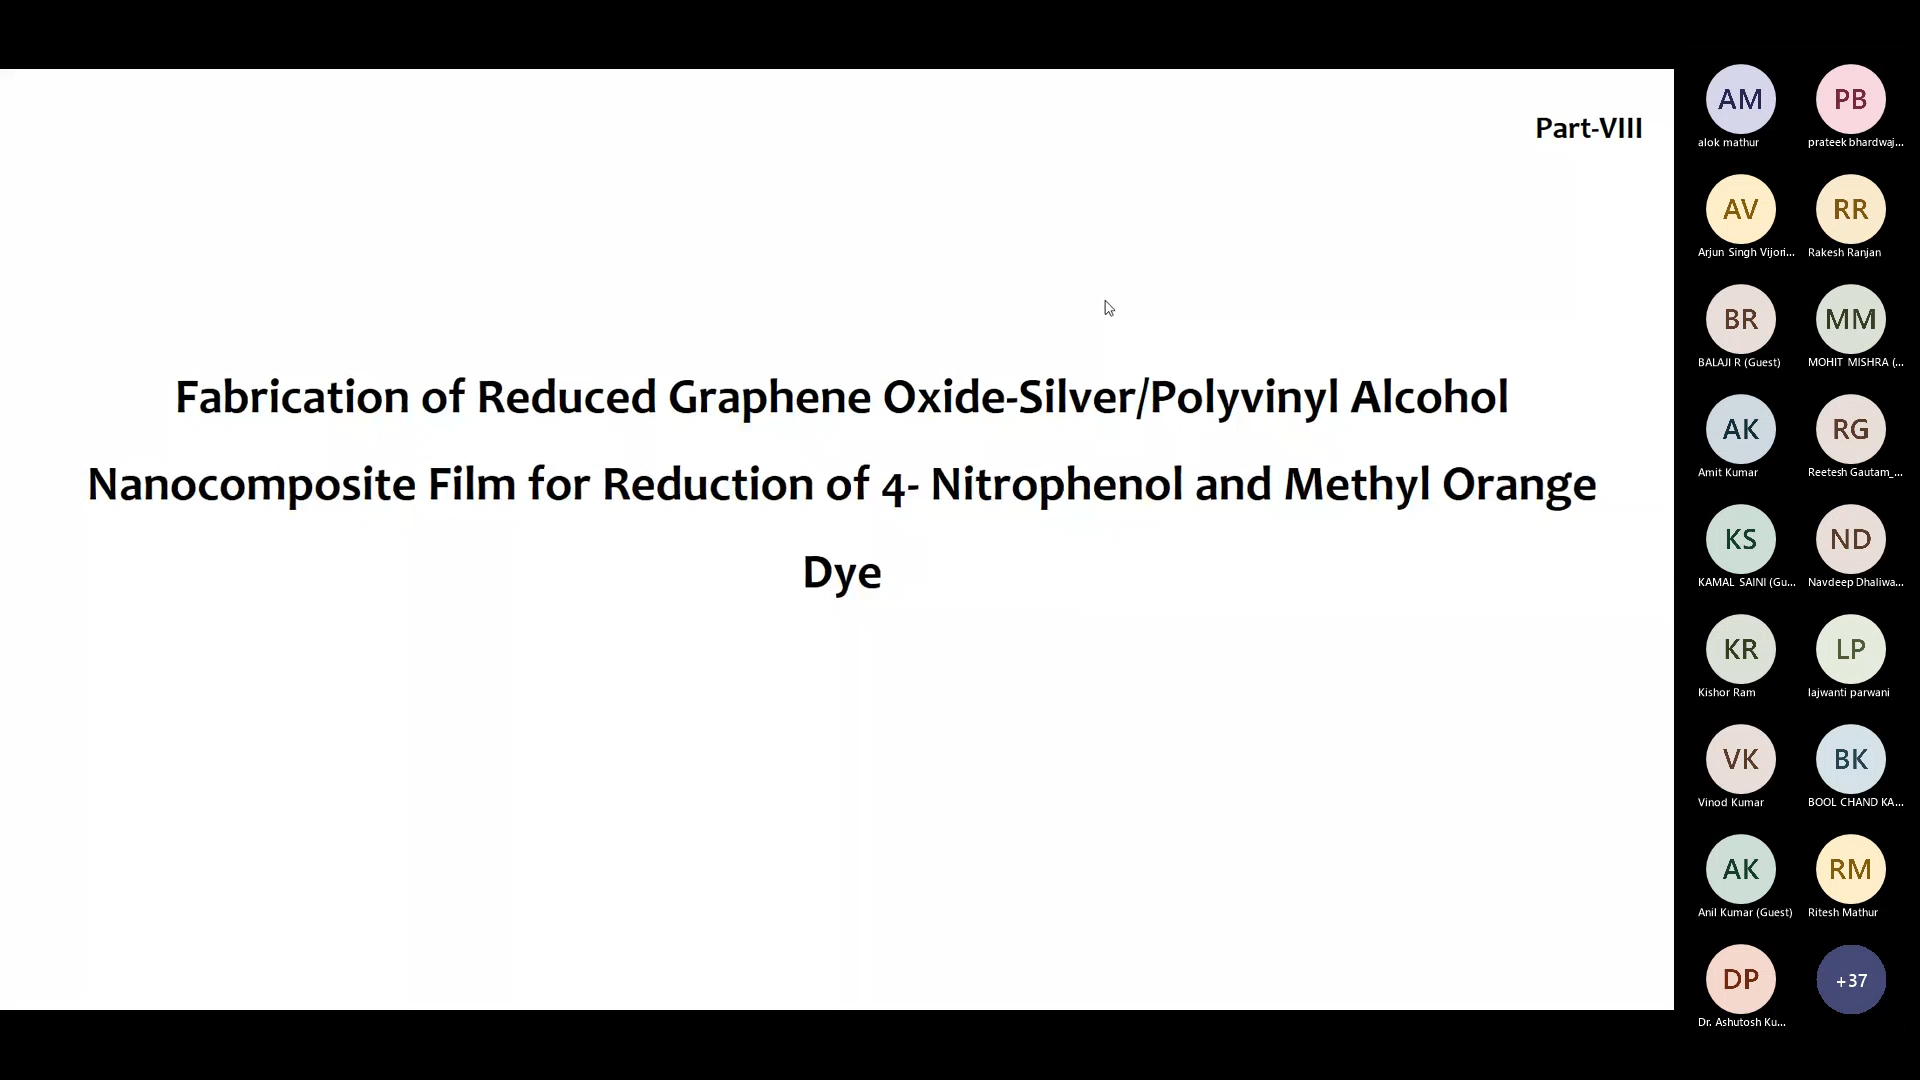 Part-VIII
Fabrication of Reduced Graphene Oxide-Silver/Polyvinyl Alcohol
Nanocomposite Film for Reduction of 4- Nitrophenol and Methyl Orange
Dye
AM PB
alok mathur prateek bhardwaj...
AV RR
Arjun Singh Vijori... Rakesh Ranjan
BR MM
BALAJI R (Guest) MOHIT MISHRA (...
AK RG
Amit Kumar Reetesh Gautam_...
KS ND
KAMAL SAINI (Gu... Navdeep Dhaliwa...
KR LP
Kishor Ram lajwanti parwani
VK BK
Vinod Kumar BOOL CHAND KA...
AK RM
Anil Kumar (Guest) Ritesh Mathur
DP +37
Dr. Ashutosh Ku...